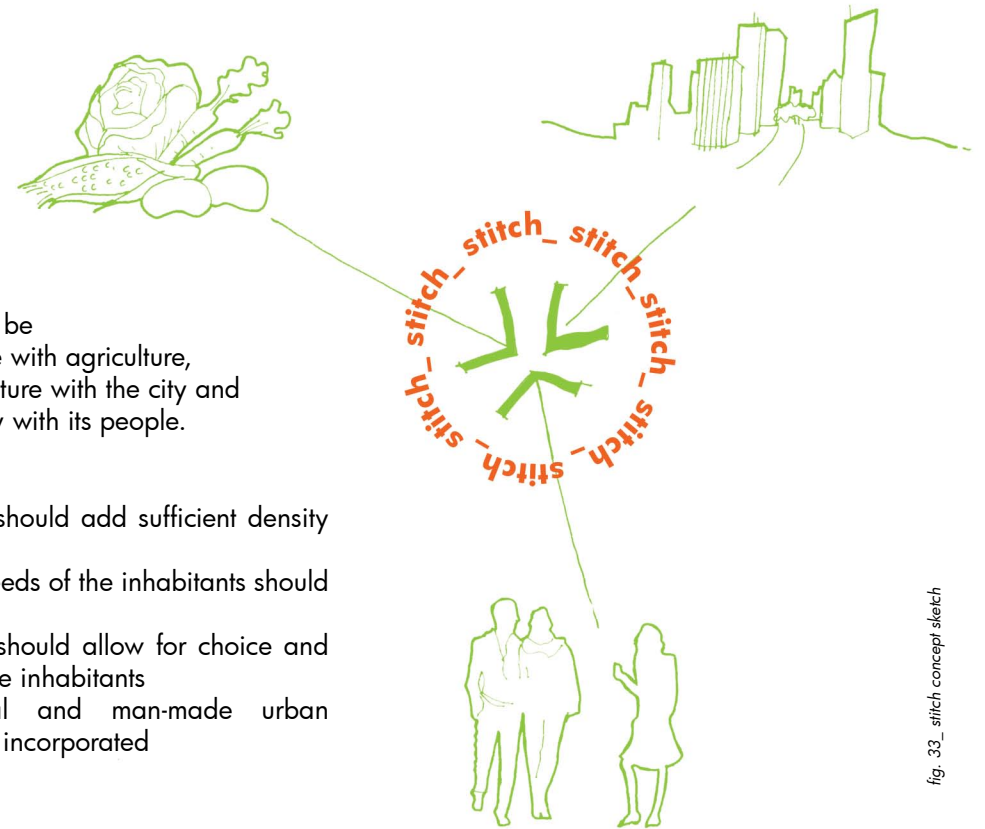 stitch_ stitch_ stitch_ stitch_ stitch_ stitch_ stitch_
be
with agriculture,
ture with the city and
with its people.
should add sufficient density
eds of the inhabitants should
should allow for choice and
e inhabitants
l and man-made urban
incorporated
fig. 33_ stitch concept sketch